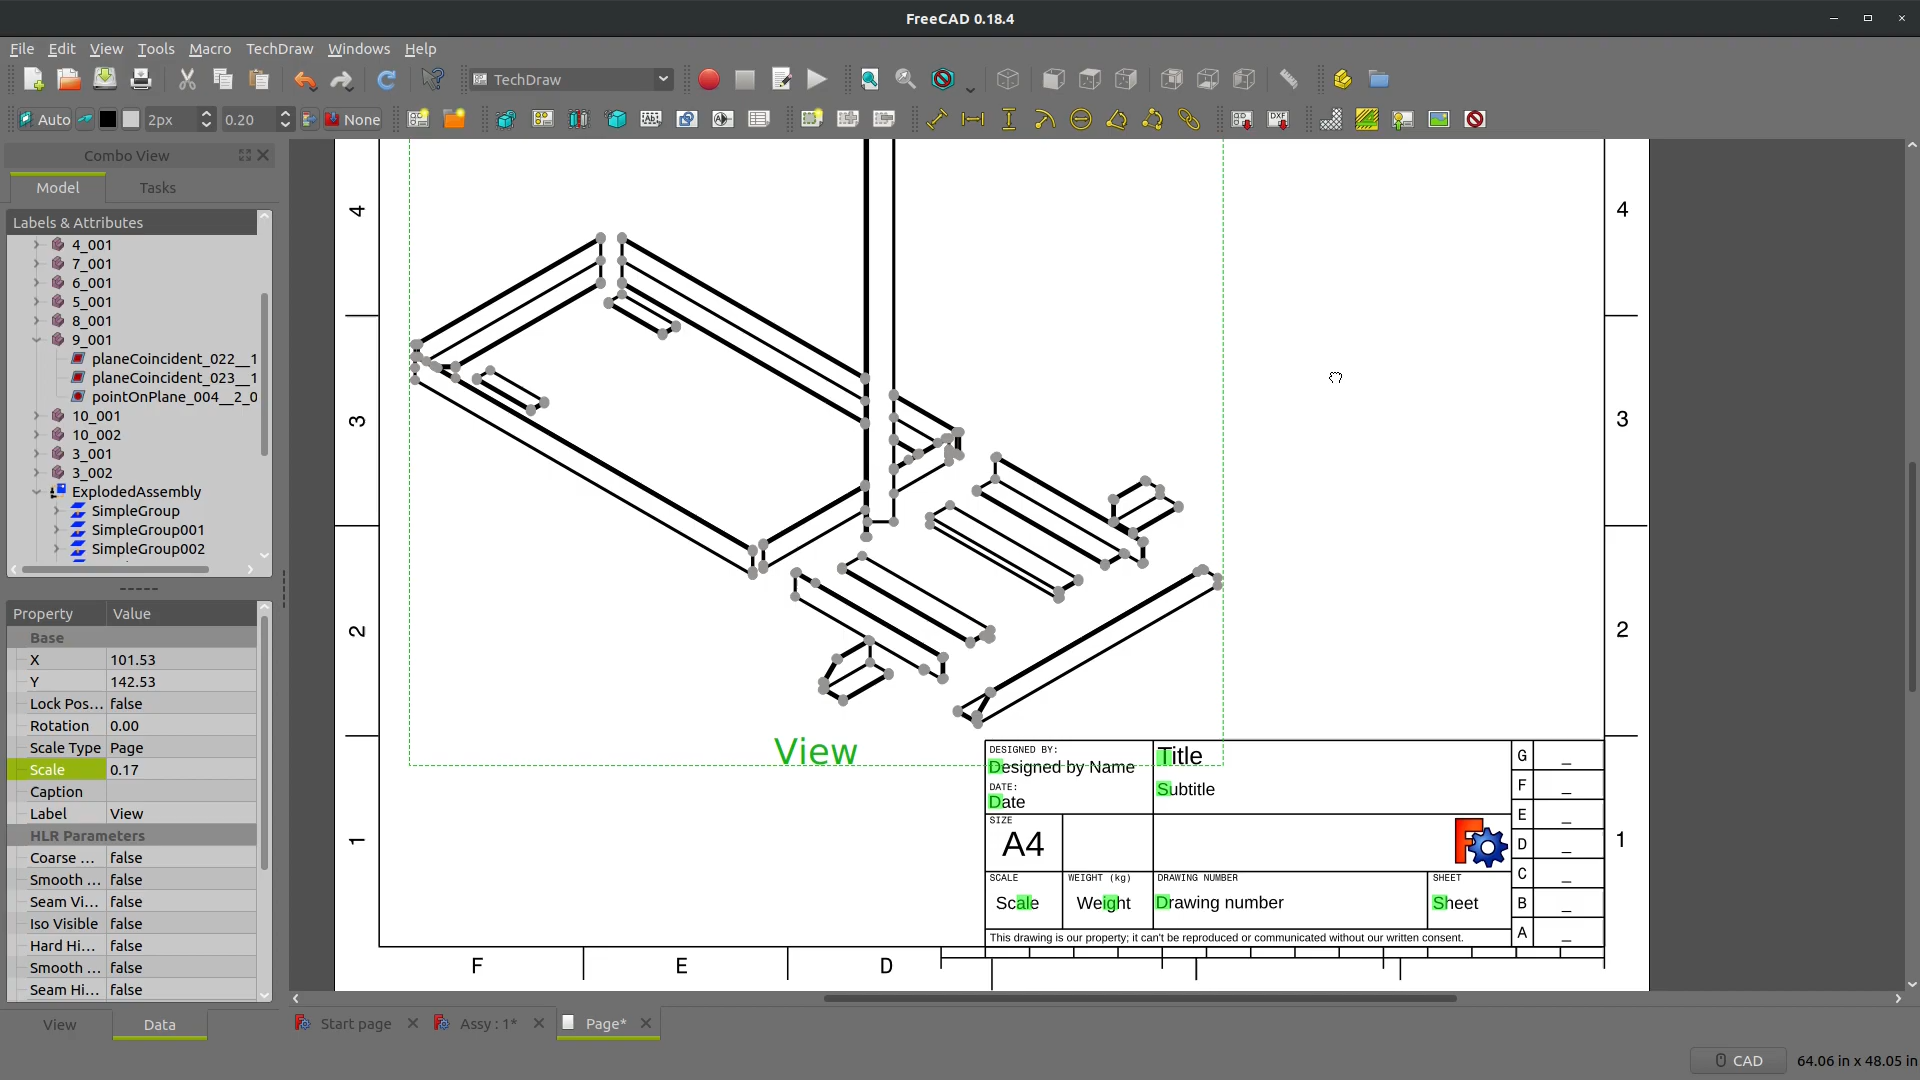 FreeCAD 0.18.4
File Edit View Tools Macro TechDraw Windows Help
TechDraw
Auto 2px 0.20 None
Combo View
Model Tasks
Labels & Attributes
4_001
7_001
6_001
5_001
8_001
9_001
planeCoincident_022__1
planeCoincident_023__1
pointOnPlane_004__2_0
10_001
10_002
3_001
3_002
ExplodedAssembly
SimpleGroup
SimpleGroup001
SimpleGroup002
Property Value
Base
X 101.53
Y 142.53
Lock Pos... false
Rotation 0.00
Scale Type Page
Scale 0.17
Caption
Label View
HLR Parameters
Coarse ... false
Smooth ... false
Seam Vi... false
Iso Visible false
Hard Hi... false
Smooth ... false
Seam Hi... false
View Data
4 4
3 3
2 2
1 1
View
DESIGNED BY:
Designed by Name
DATE:
Date
Title
Subtitle
SIZE
A4
SCALE
Scale
WEIGHT (kg)
Weight
DRAWING NUMBER
Drawing number
SHEET
Sheet
This drawing is our property; it can't be reproduced or communicated without our written consent.
G _
F _
E _
D _
C _
B _
A _
F E D
Start page Assy : 1* Page*
CAD 64.06 in x 48.05 in